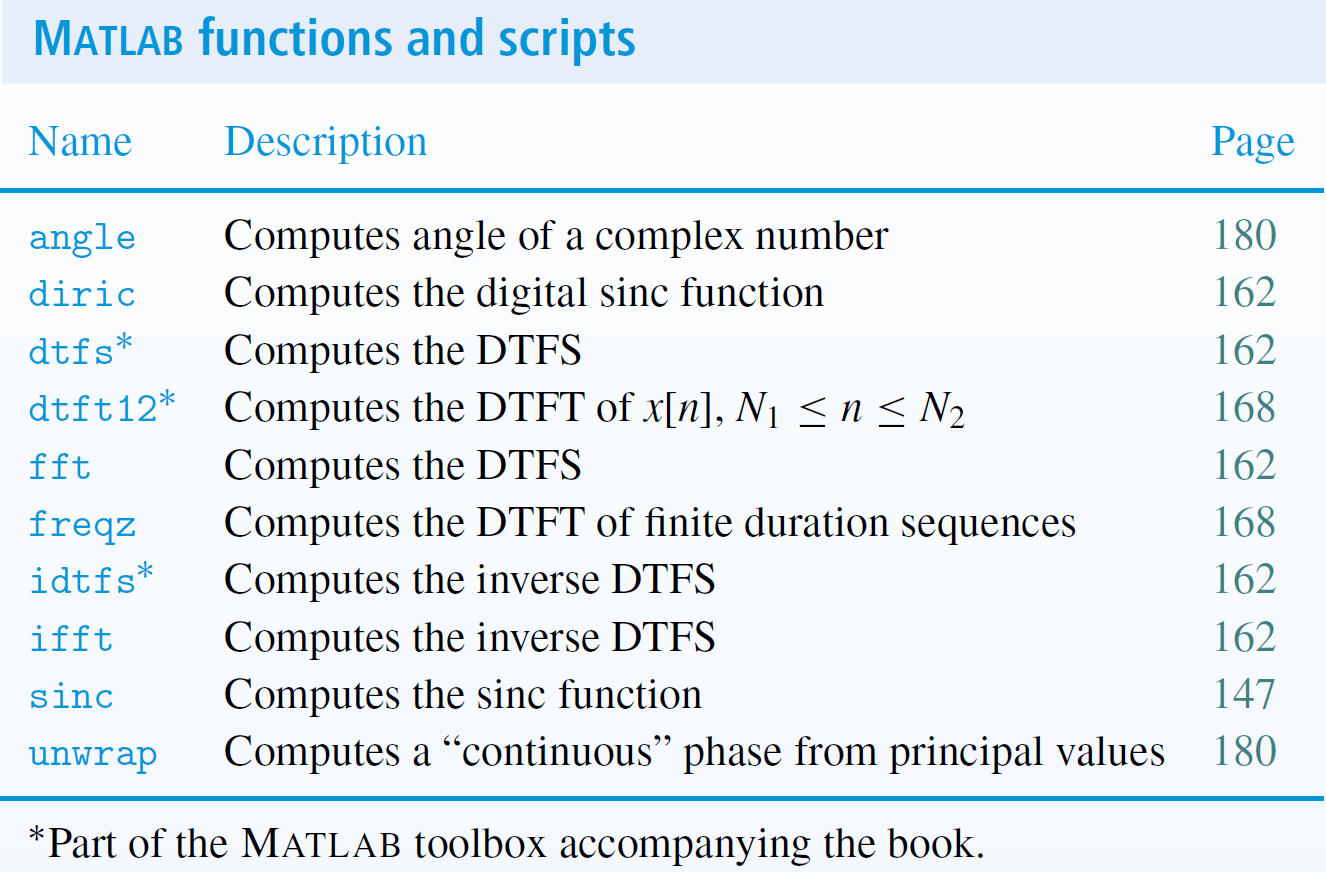 MATLAB functions and scripts
Name Description Page
angle Computes angle of a complex number 180
diric Computes the digital sinc function 162
dtfs* Computes the DTFS 162
dtft12* Computes the DTFT of x[n], N₁ ≤ n ≤ N₂ 168
fft Computes the DTFS 162
freqz Computes the DTFT of finite duration sequences 168
idtfs* Computes the inverse DTFS 162
ifft Computes the inverse DTFS 162
sinc Computes the sinc function 147
unwrap Computes a “continuous” phase from principal values 180
*Part of the MATLAB toolbox accompanying the book.